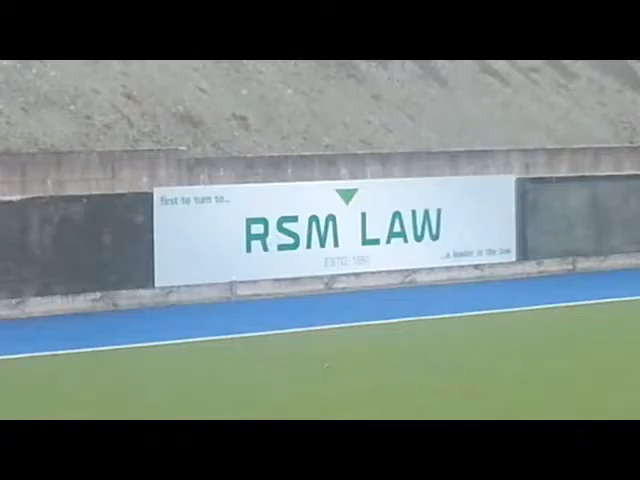 first to turn to...
RSM LAW
ESTD.
...a leader in the law